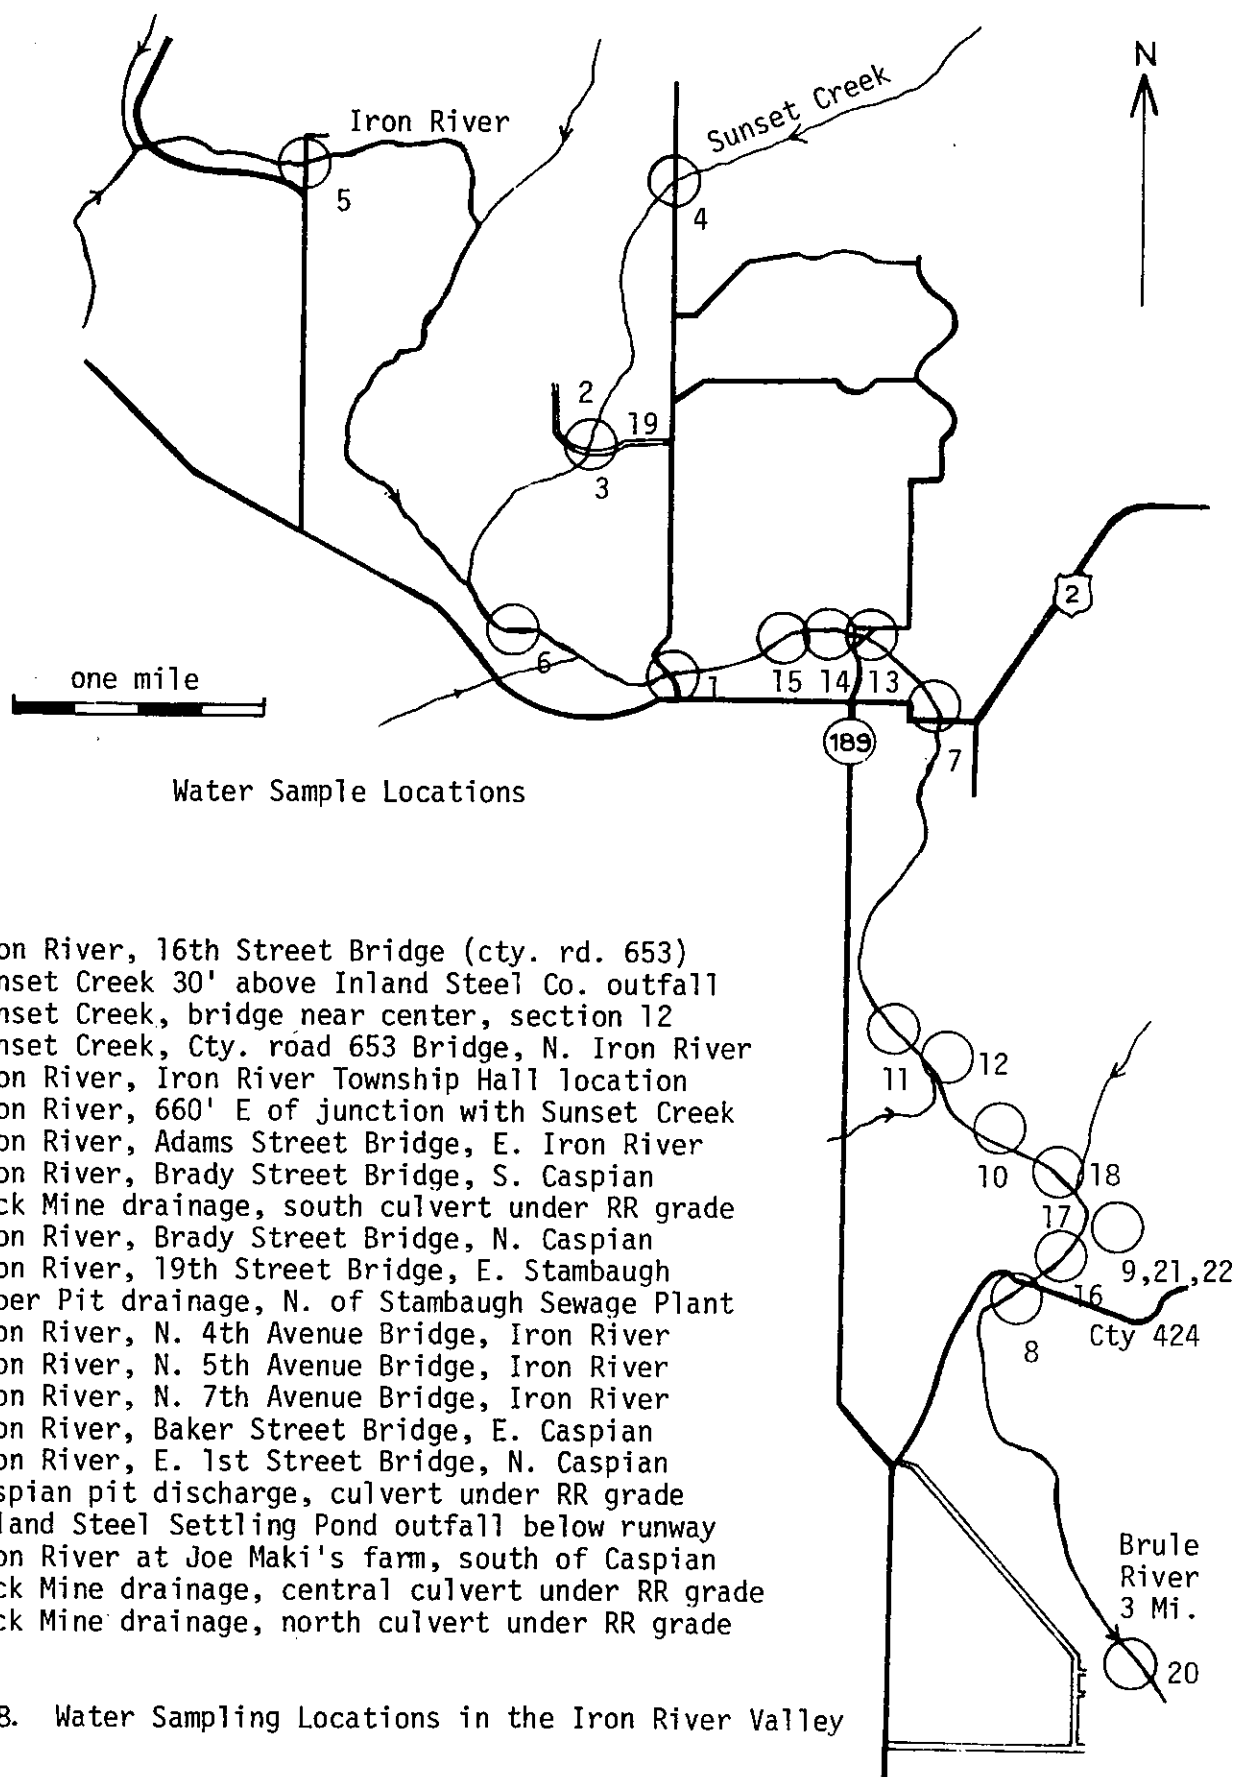 N
Iron River
Sunset Creek
5
4
2
19
3
2
one mile
6
1
15 14 13
189
7
Water Sample Locations
on River, 16th Street Bridge (cty. rd. 653)
nset Creek 30' above Inland Steel Co. outfall
nset Creek, bridge near center, section 12
nset Creek, Cty. road 653 Bridge, N. Iron River
on River, Iron River Township Hall location
on River, 660' E of junction with Sunset Creek
on River, Adams Street Bridge, E. Iron River
on River, Brady Street Bridge, S. Caspian
ck Mine drainage, south culvert under RR grade
on River, Brady Street Bridge, N. Caspian
on River, 19th Street Bridge, E. Stambaugh
ber Pit drainage, N. of Stambaugh Sewage Plant
on River, N. 4th Avenue Bridge, Iron River
on River, N. 5th Avenue Bridge, Iron River
on River, N. 7th Avenue Bridge, Iron River
on River, Baker Street Bridge, E. Caspian
on River, E. 1st Street Bridge, N. Caspian
spian pit discharge, culvert under RR grade
land Steel Settling Pond outfall below runway
on River at Joe Maki's farm, south of Caspian
ck Mine drainage, central culvert under RR grade
ck Mine drainage, north culvert under RR grade
11
12
10
18
17
9,21,22
16
8
Cty 424
Brule
River
3 Mi.
20
8. Water Sampling Locations in the Iron River Valley